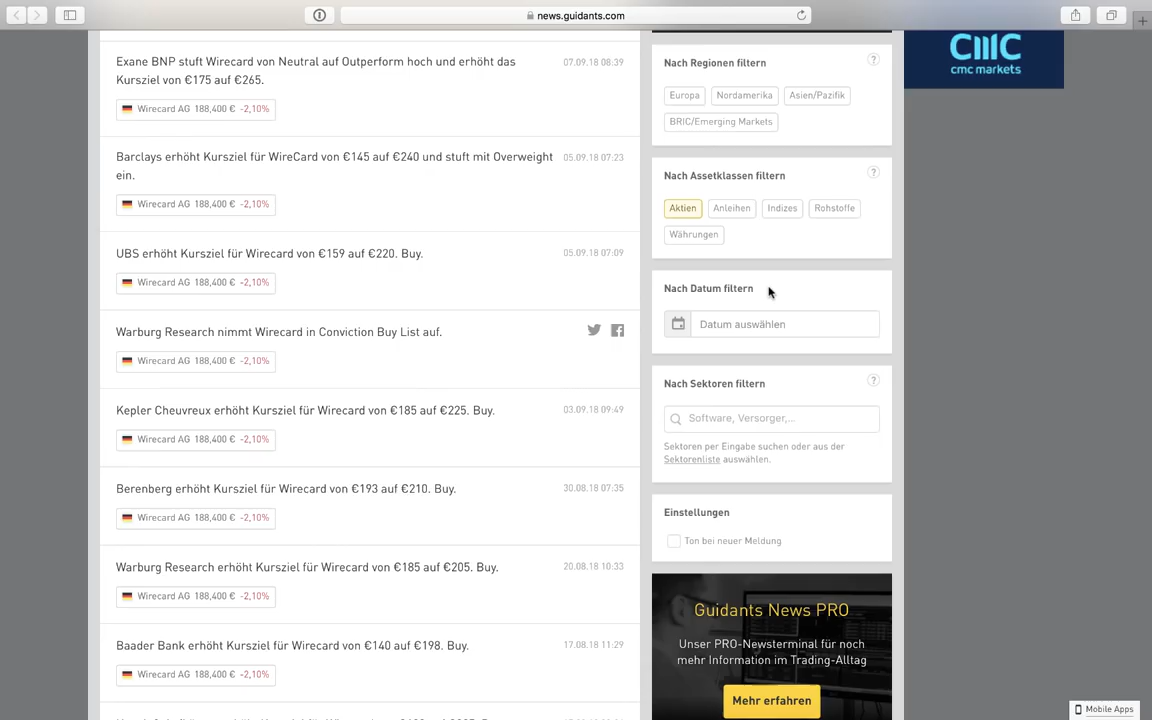 news.guidants.com
Exane BNP stuft Wirecard von Neutral auf Outperform hoch und erhöht das
Kursziel von €175 auf €265.
07.09.18 08:39
Wirecard AG 188,400 € -2,10%
Barclays erhöht Kursziel für WireCard von €145 auf €240 und stuft mit Overweight
ein.
05.09.18 07:23
Wirecard AG 188,400 € -2,10%
UBS erhöht Kursziel für Wirecard von €159 auf €220. Buy.
05.09.18 07:09
Wirecard AG 188,400 € -2,10%
Warburg Research nimmt Wirecard in Conviction Buy List auf.
Wirecard AG 188,400 € -2,10%
Kepler Cheuvreux erhöht Kursziel für Wirecard von €185 auf €225. Buy.
03.09.18 09:49
Wirecard AG 188,400 € -2,10%
Berenberg erhöht Kursziel für Wirecard von €193 auf €210. Buy.
30.08.18 07:35
Wirecard AG 188,400 € -2,10%
Warburg Research erhöht Kursziel für Wirecard von €185 auf €205. Buy.
20.08.18 10:33
Wirecard AG 188,400 € -2,10%
Baader Bank erhöht Kursziel für Wirecard von €140 auf €198. Buy.
17.08.18 11:29
Wirecard AG 188,400 € -2,10%
Nach Regionen filtern
?
Europa Nordamerika Asien/Pazifik
BRIC/Emerging Markets
Nach Assetklassen filtern
?
Aktien Anleihen Indizes Rohstoffe
Währungen
Nach Datum filtern
Datum auswählen
Nach Sektoren filtern
?
Software, Versorger,...
Sektoren per Eingabe suchen oder aus der
Sektorenliste auswählen.
Einstellungen
Ton bei neuer Meldung
Guidants News PRO
Unser PRO-Newsterminal für noch
mehr Information im Trading-Alltag
Mehr erfahren
CMC
cmc markets
Mobile Apps